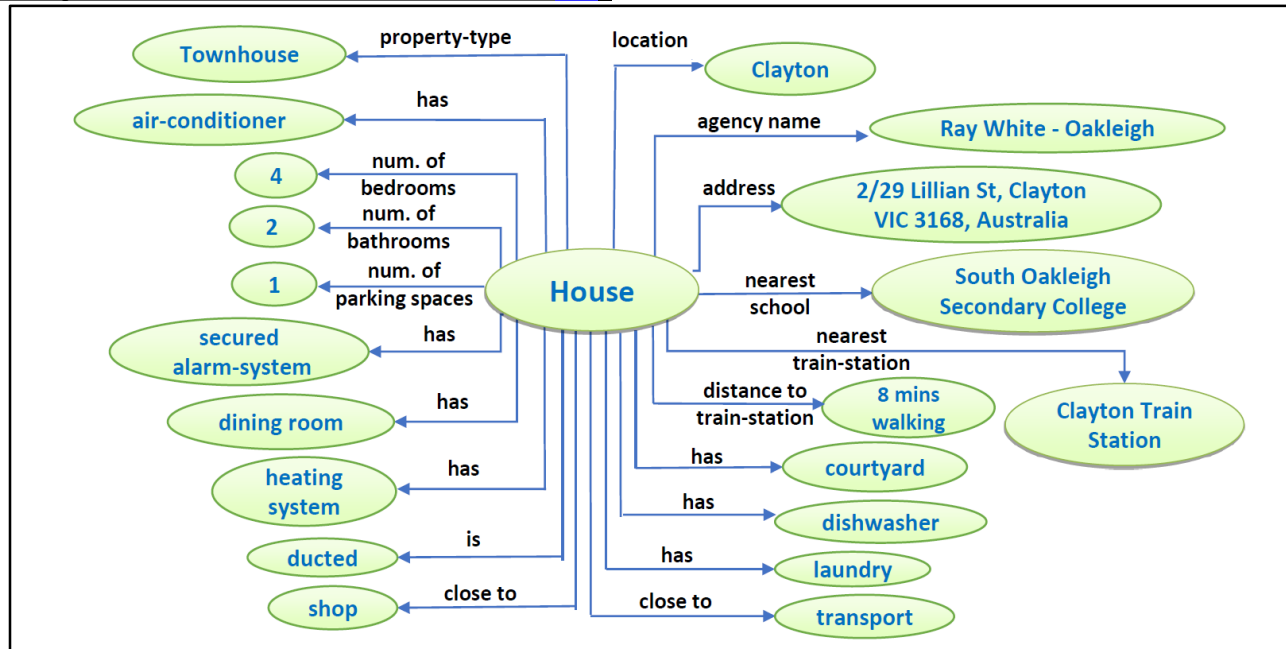 property-type
Townhouse
location
Clayton
has
air-conditioner
agency name
Ray White - Oakleigh
num. of
bedrooms
4
address
2/29 Lillian St, Clayton
VIC 3168, Australia
num. of
bathrooms
2
num. of
parking spaces
1
House
nearest
school
South Oakleigh
Secondary College
has
secured
alarm-system
nearest
train-station
Clayton Train
Station
distance to
train-station
8 mins
walking
has
dining room
has
courtyard
has
heating
system
has
dishwasher
is
ducted
has
laundry
close to
shop
close to
transport